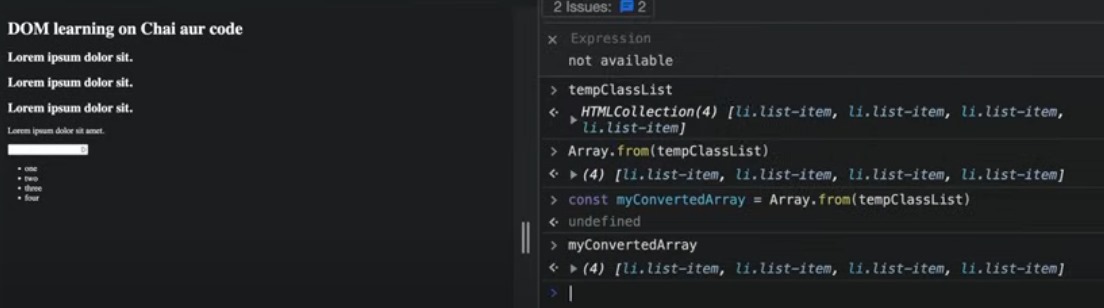 DOM learning on Chai aur code
Lorem ipsum dolor sit.
Lorem ipsum dolor sit.
Lorem ipsum dolor sit.
Lorem ipsum dolor sit amet.
• one
• two
• three
• four
2 Issues: 2
× Expression
not available
> tempClassList
HTMLCollection(4) [li.list-item, li.list-item, li.list-item,
li.list-item]
> Array.from(tempClassList)
(4) [li.list-item, li.list-item, li.list-item, li.list-item]
> const myConvertedArray = Array.from(tempClassList)
undefined
> myConvertedArray
(4) [li.list-item, li.list-item, li.list-item, li.list-item]
>